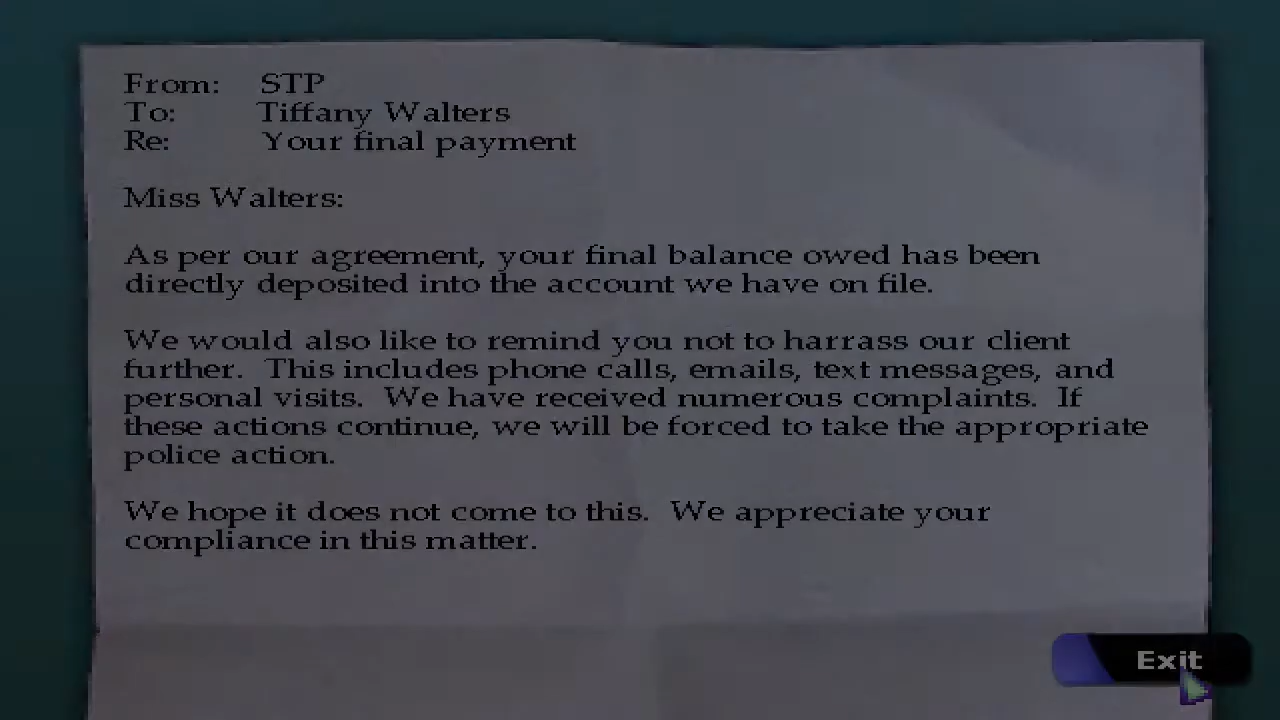 From: STP
To: Tiffany Walters
Re: Your final payment
Miss Walters:
As per our agreement, your final balance owed has been
directly deposited into the account we have on file.
We would also like to remind you not to harrass our client
further. This includes phone calls, emails, text messages, and
personal visits. We have received numerous complaints. If
these actions continue, we will be forced to take the appropriate
police action.
We hope it does not come to this. We appreciate your
compliance in this matter.
Exit